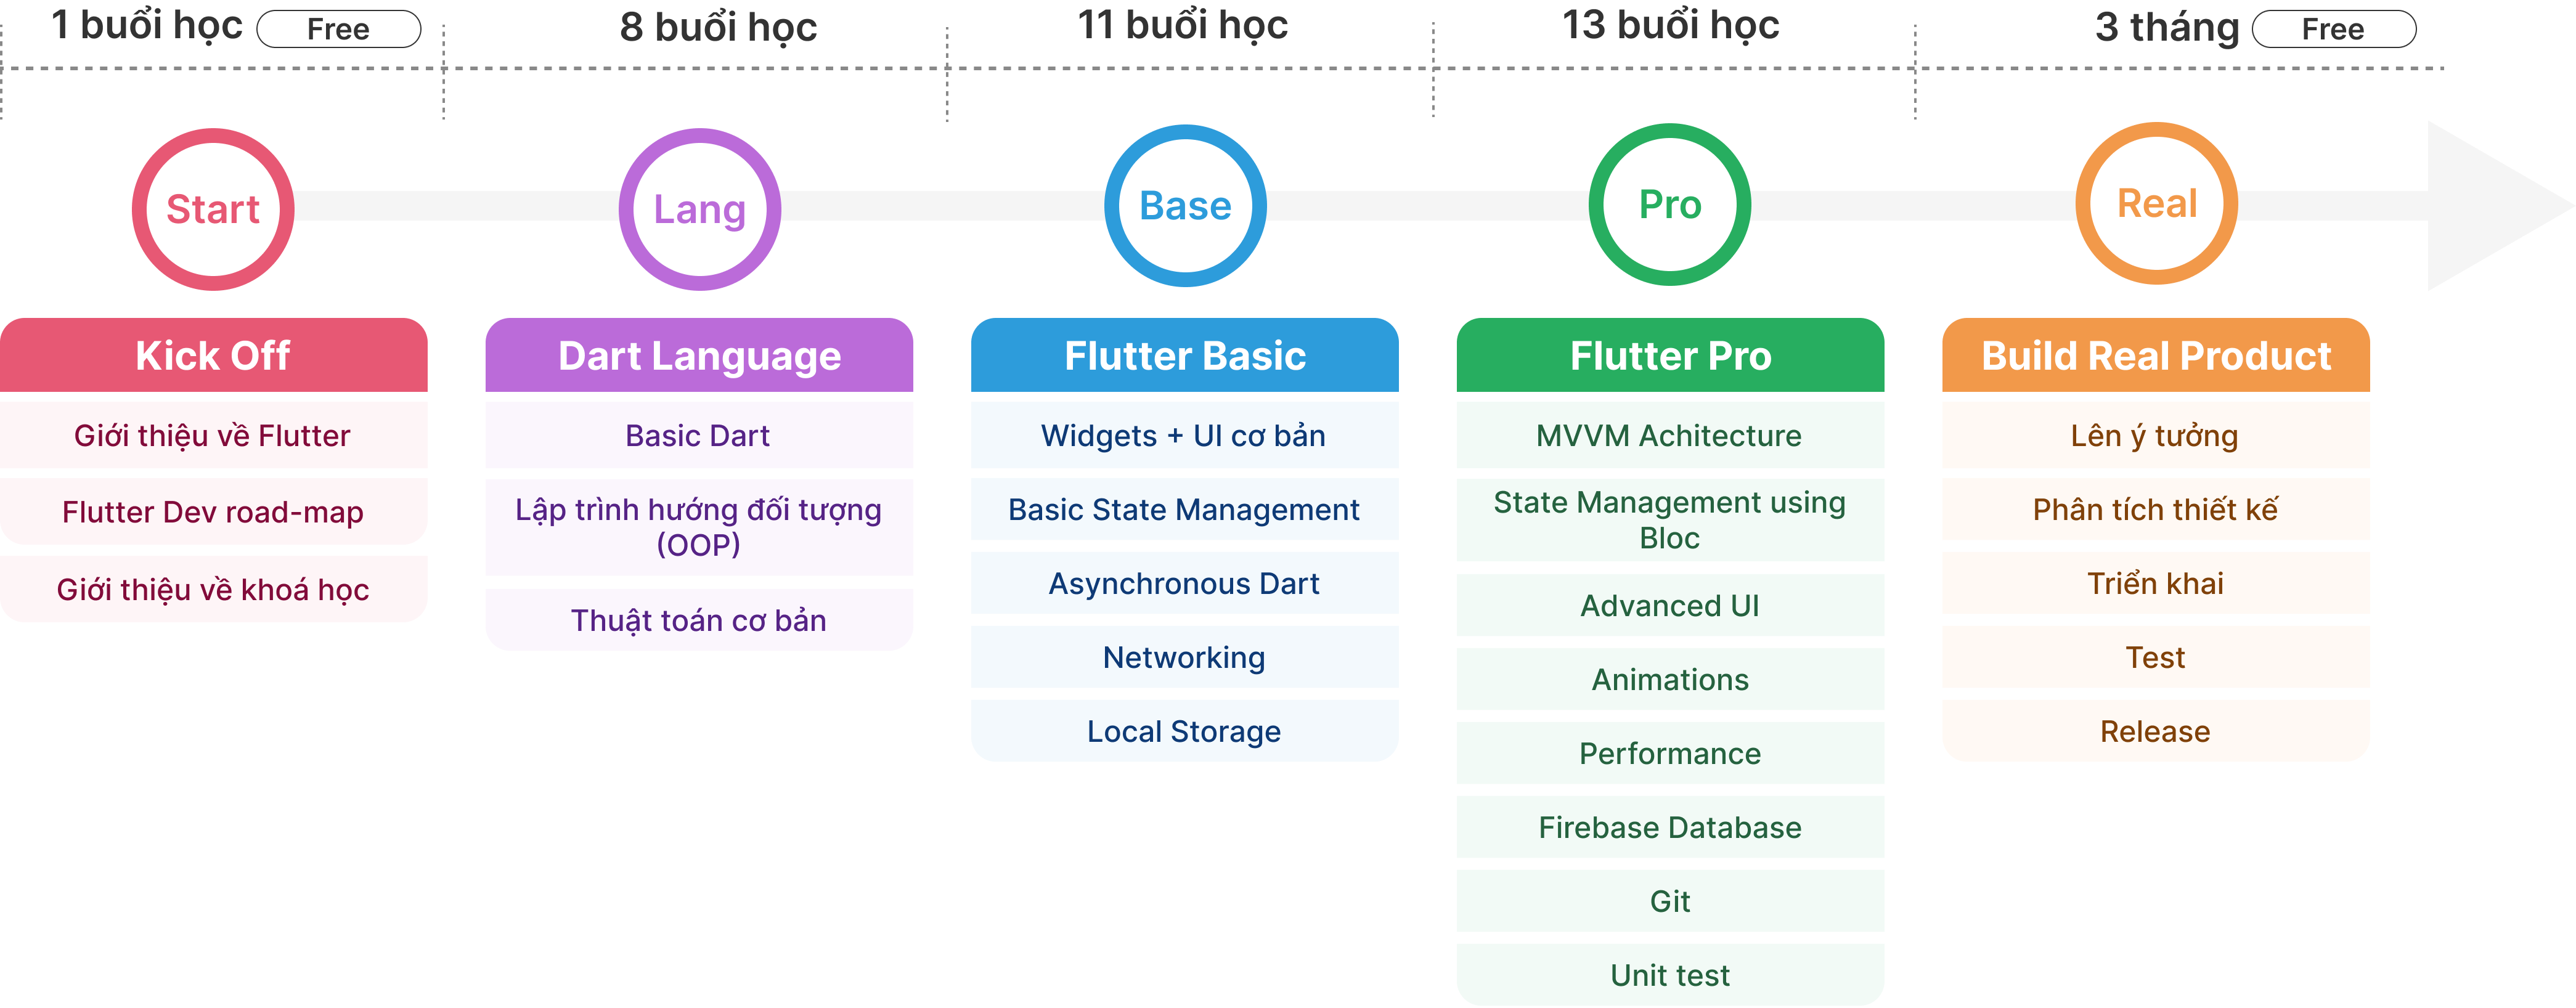 1 buổi học
Free
8 buổi học
11 buổi học
13 buổi học
3 tháng
Free
Start
Lang
Base
Pro
Real
Kick Off
Giới thiệu về Flutter
Flutter Dev road-map
Giới thiệu về khoá học
Dart Language
Basic Dart
Lập trình hướng đối tượng
(OOP)
Thuật toán cơ bản
Flutter Basic
Widgets + UI cơ bản
Basic State Management
Asynchronous Dart
Networking
Local Storage
Flutter Pro
MVVM Achitecture
State Management using
Bloc
Advanced UI
Animations
Performance
Firebase Database
Git
Unit test
Build Real Product
Lên ý tưởng
Phân tích thiết kế
Triển khai
Test
Release